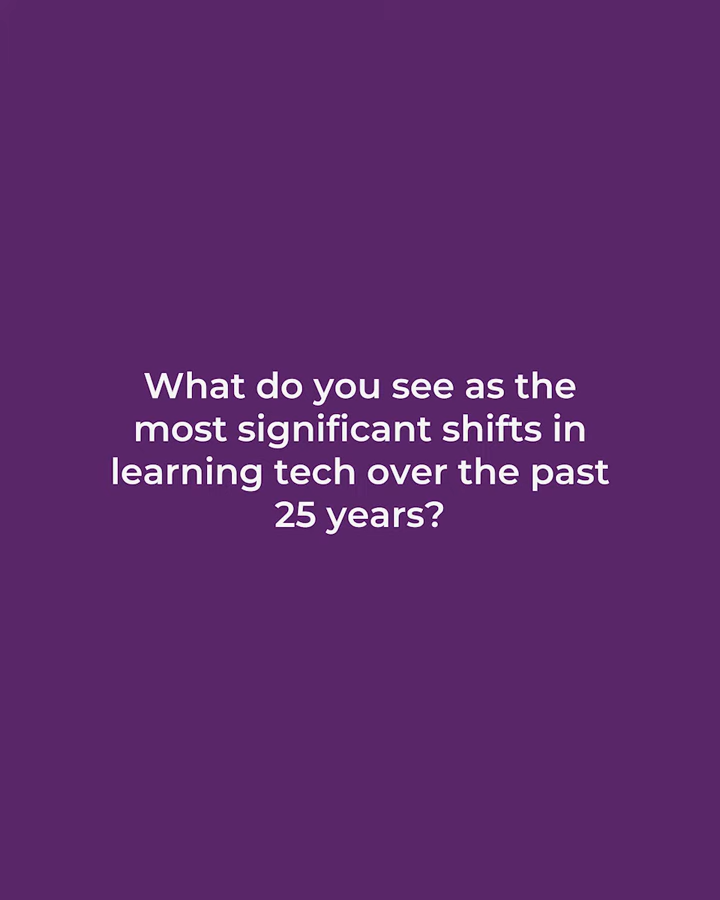 What do you see as the
most significant shifts in
learning tech over the past
25 years?